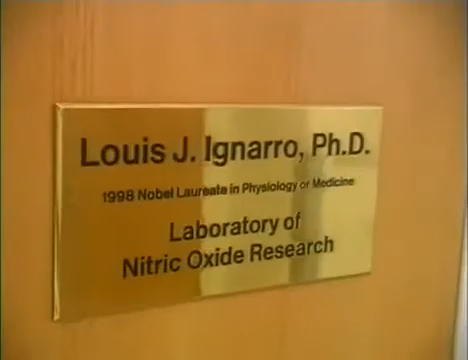 Louis J. Ignarro, Ph.D.
1998 Nobel Laureate in Physiology or Medicine
Laboratory of
Nitric Oxide Research